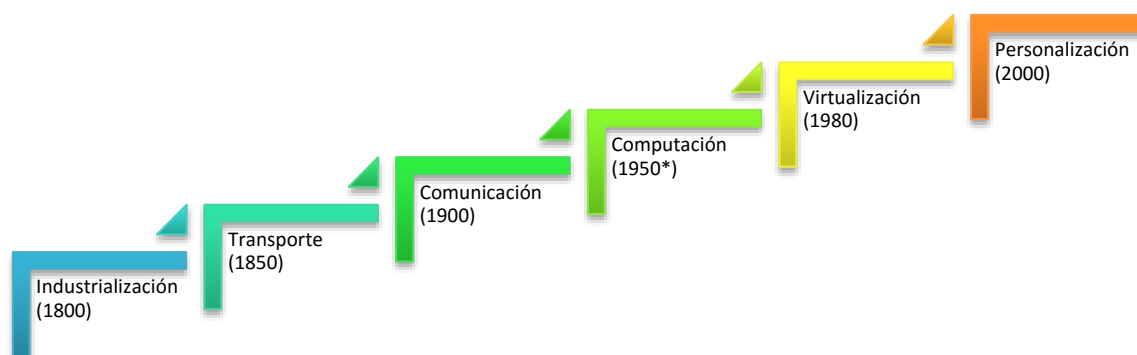 Industrialización
(1800)
Transporte
(1850)
Comunicación
(1900)
Computación
(1950*)
Virtualización
(1980)
Personalización
(2000)